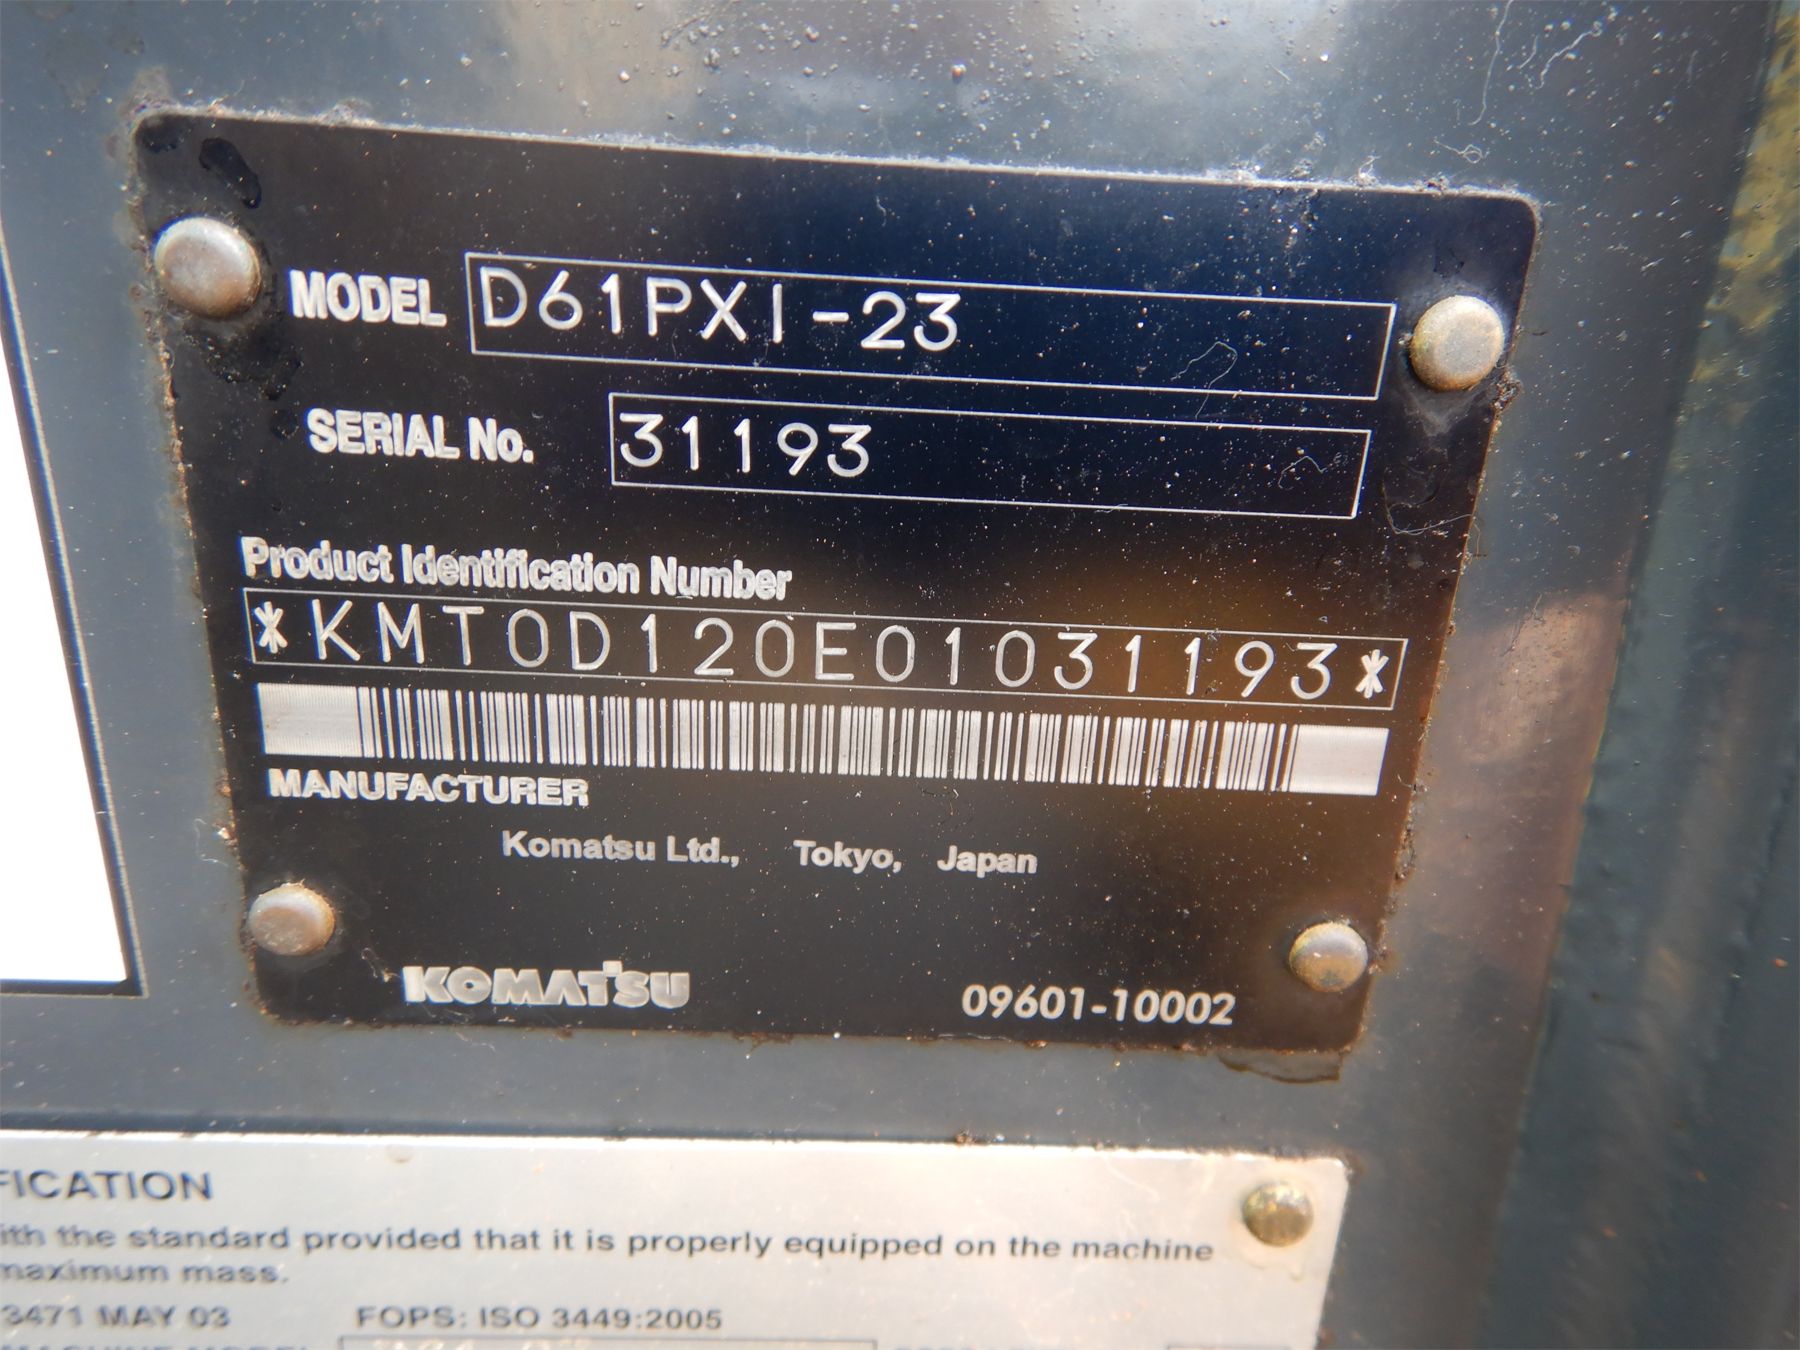 MODEL D61PXI-23
SERIAL No. 31193
Product Identification Number
*KMT0D120E01031193*
MANUFACTURER
Komatsu Ltd., Tokyo, Japan
KOMATSU 09601-10002
FICATION
ith the standard provided that it is properly equipped on the machine
maximum mass.
3471 MAY 03 FOPS: ISO 3449:2005